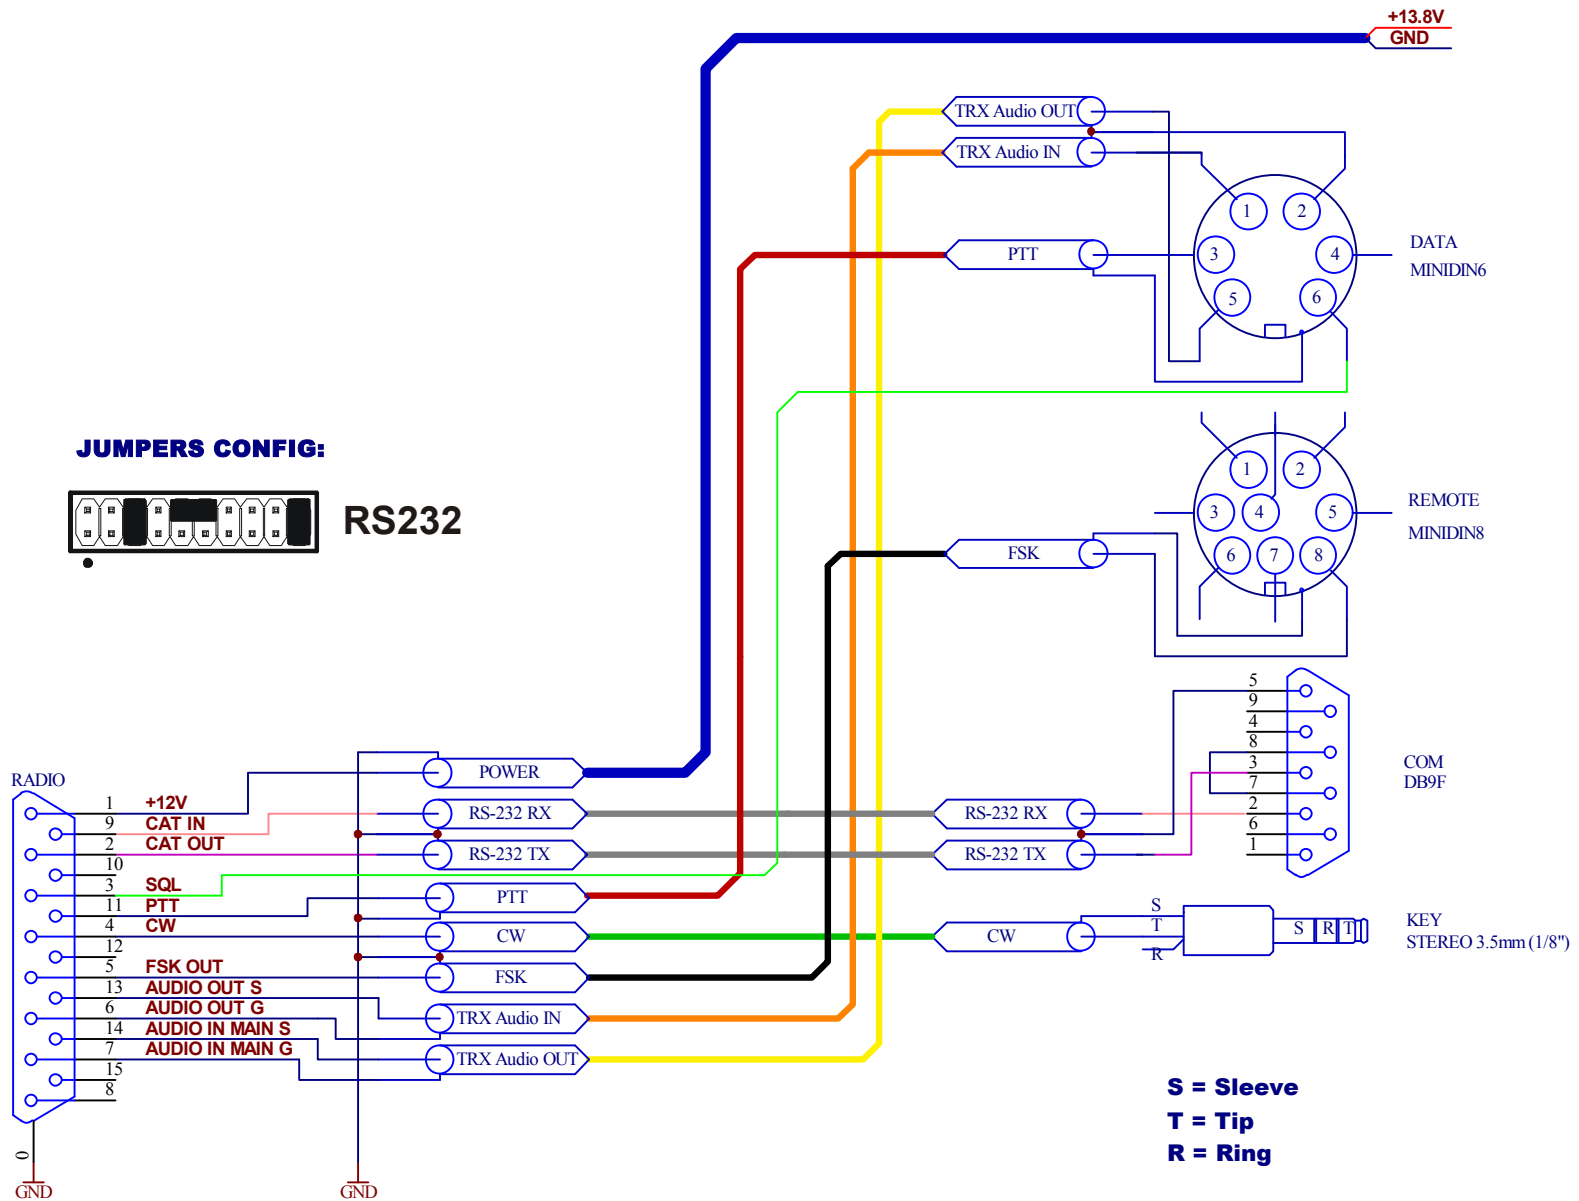 +13.8V
GND
TRX Audio OUT
TRX Audio IN
1
2
PTT
3
4
DATA
MINIDIN6
5
6
JUMPERS CONFIG:
RS232
1
2
3
4
5
REMOTE
MINIDIN8
FSK
6
7
8
5
9
4
8
3
7
2
6
1
COM
DB9F
RADIO
POWER
1 +12V
9 CAT IN
2 CAT OUT
10
3 SQL
11 PTT
4 CW
12
5 FSK OUT
13 AUDIO OUT S
6 AUDIO OUT G
14 AUDIO IN MAIN S
7 AUDIO IN MAIN G
15
8
RS-232 RX
RS-232 RX
RS-232 TX
RS-232 TX
PTT
CW
CW
FSK
TRX Audio IN
TRX Audio OUT
S
T
R
S R T
KEY
STEREO 3.5mm (1/8")
S = Sleeve
T = Tip
R = Ring
0
GND
GND